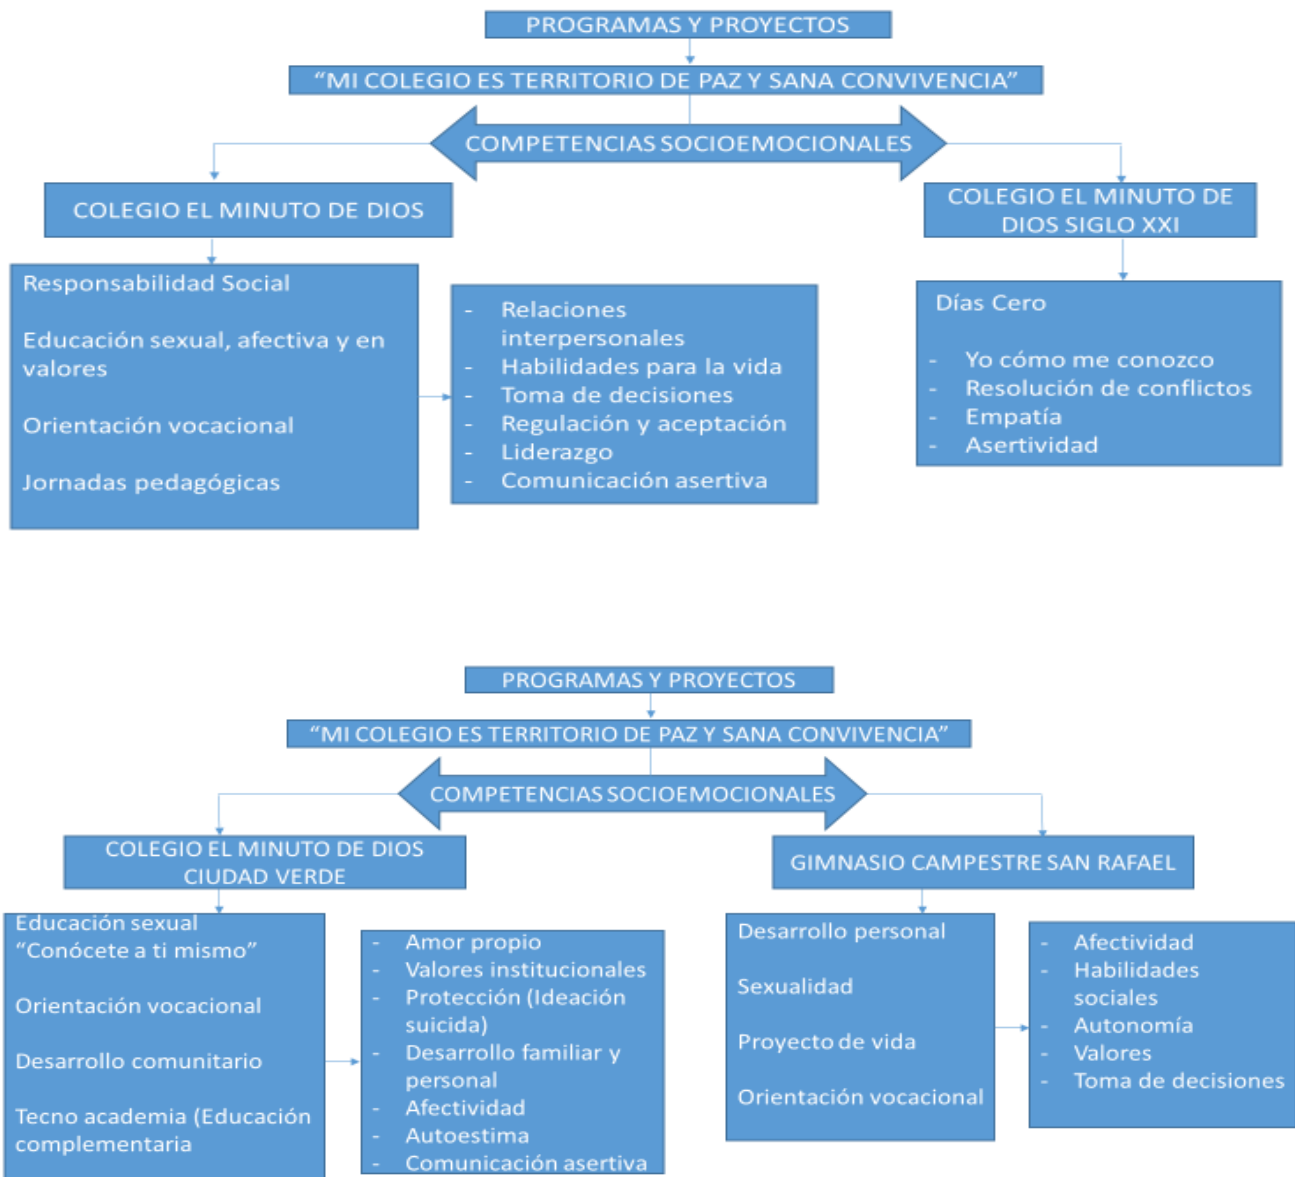 PROGRAMAS Y PROYECTOS
“MI COLEGIO ES TERRITORIO DE PAZ Y SANA CONVIVENCIA”
COMPETENCIAS SOCIOEMOCIONALES
COLEGIO EL MINUTO DE DIOS
Responsabilidad Social
Educación sexual, afectiva y en
valores
Orientación vocacional
Jornadas pedagógicas
- Relaciones
interpersonales
- Habilidades para la vida
- Toma de decisiones
- Regulación y aceptación
- Liderazgo
- Comunicación asertiva
COLEGIO EL MINUTO DE
DIOS SIGLO XXI
Días Cero
- Yo cómo me conozco
- Resolución de conflictos
- Empatía
- Asertividad
PROGRAMAS Y PROYECTOS
“MI COLEGIO ES TERRITORIO DE PAZ Y SANA CONVIVENCIA”
COMPETENCIAS SOCIOEMOCIONALES
COLEGIO EL MINUTO DE DIOS
CIUDAD VERDE
Educación sexual
“Conócete a ti mismo”
Orientación vocacional
Desarrollo comunitario
Tecno academia (Educación
complementaria
- Amor propio
- Valores institucionales
- Protección (Ideación
suicida)
- Desarrollo familiar y
personal
- Afectividad
- Autoestima
- Comunicación asertiva
GIMNASIO CAMPESTRE SAN RAFAEL
Desarrollo personal
Sexualidad
Proyecto de vida
Orientación vocacional
- Afectividad
- Habilidades
sociales
- Autonomía
- Valores
- Toma de decisiones